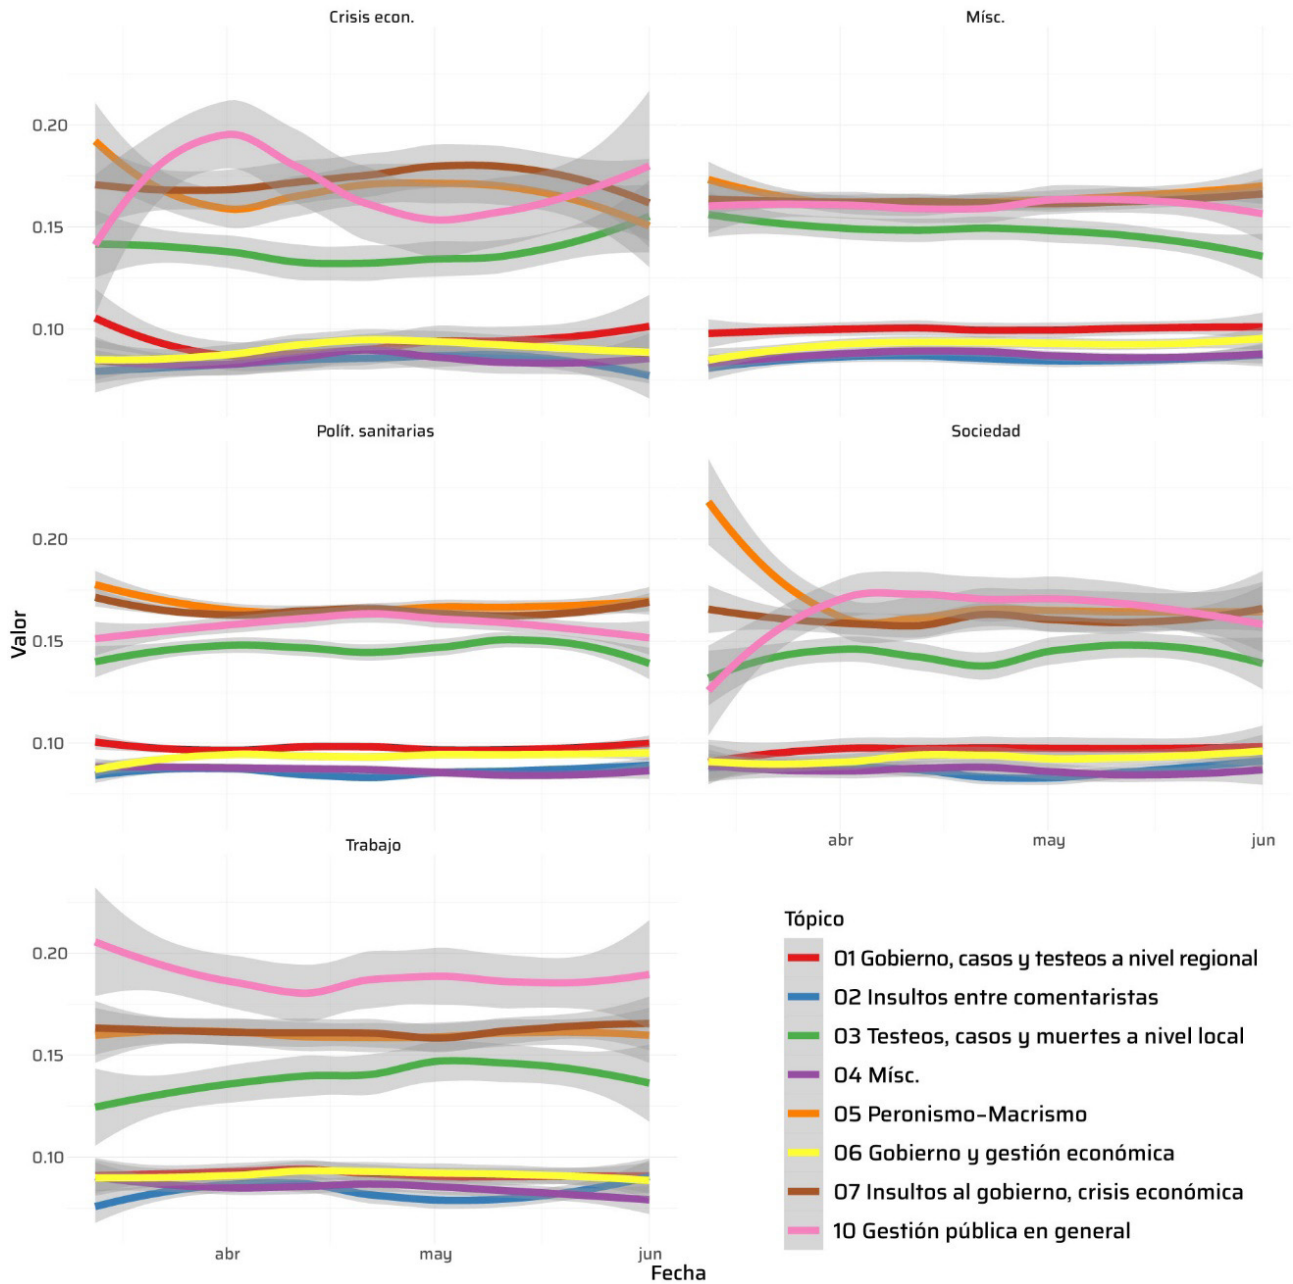 Crisis econ.
Mísc.
0.20
0.15
0.10
Polít. sanitarias
Sociedad
0.20
0.15
0.10
abr
may
jun
Trabajo
0.20
0.15
0.10
abr
may
jun
Valor
Fecha
Tópico
01 Gobierno, casos y testeos a nivel regional
02 Insultos entre comentaristas
03 Testeos, casos y muertes a nivel local
04 Mísc.
05 Peronismo-Macrismo
06 Gobierno y gestión económica
07 Insultos al gobierno, crisis económica
10 Gestión pública en general